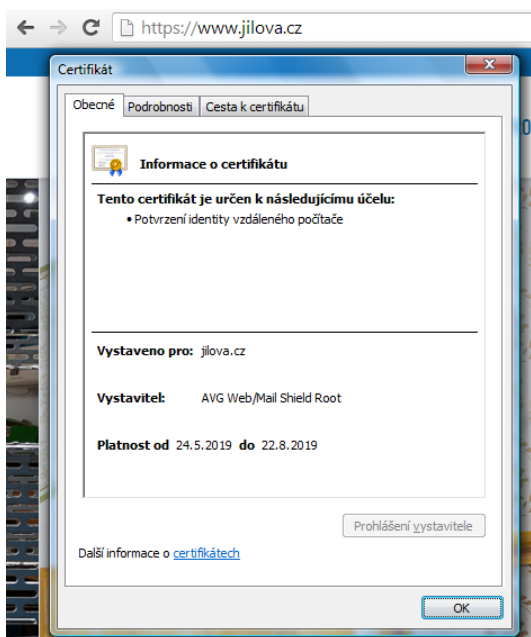 https://www.jilova.cz
Certifikát
Obecné Podrobnosti Cesta k certifikátu
Informace o certifikátu
Tento certifikát je určen k následujícímu účelu:
• Potvrzení identity vzdáleného počítače
Vystaveno pro: jilova.cz
Vystavitel: AVG Web/Mail Shield Root
Platnost od 24.5.2019 do 22.8.2019
Prohlášení vystavitele
Další informace o certifikátech
OK